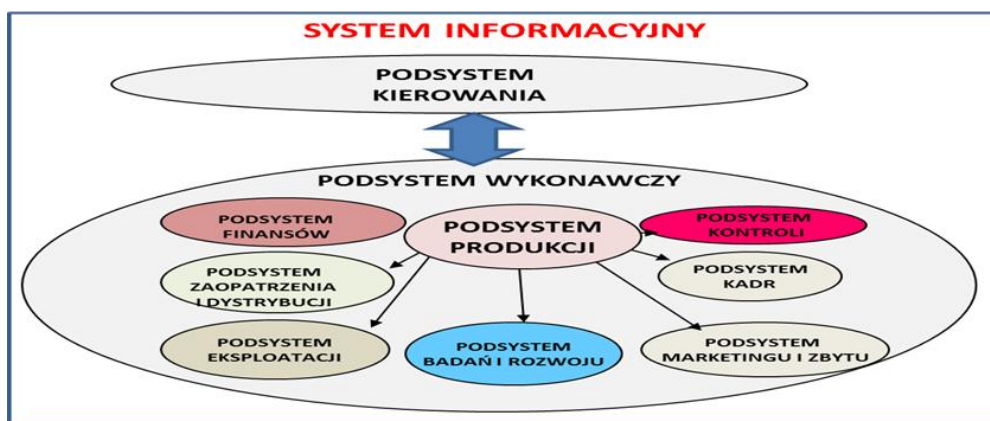 SYSTEM INFORMACYJNY
PODSYSTEM
KIEROWANIA
PODSYSTEM WYKONAWCZY
PODSYSTEM
FINANSÓW
PODSYSTEM
PRODUKCJI
PODSYSTEM
KONTROLI
PODSYSTEM
ZAOPATRZENIA
I DYSTRYBUCJI
PODSYSTEM
KADR
PODSYSTEM
EKSPLOATACJI
PODSYSTEM
BADAŃ I ROZWOJU
PODSYSTEM
MARKETINGU I ZBYTU